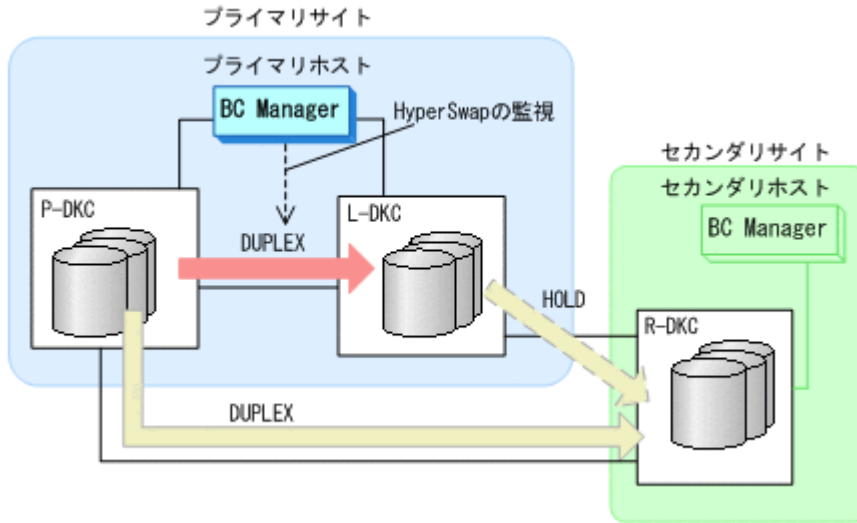 プライマリサイト
プライマリホスト
BC Manager
HyperSwapの監視
セカンダリサイト
セカンダリホスト
BC Manager
P-DKC
L-DKC
DUPLEX
HOLD
R-DKC
DUPLEX